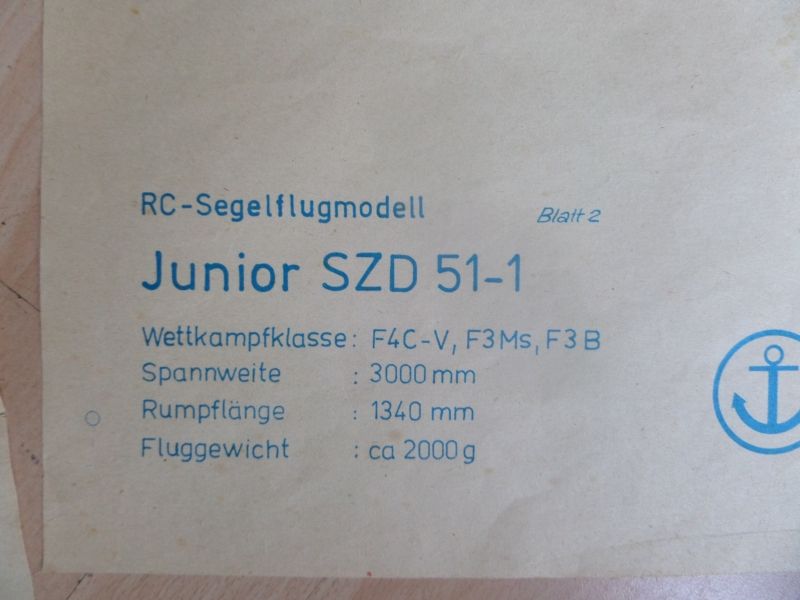 RC-Segelflugmodell
Blatt 2
Junior SZD 51-1
Wettkampfklasse: F4C-V, F3Ms, F3B
Spannweite : 3000 mm
Rumpflänge : 1340 mm
Fluggewicht : ca 2000g